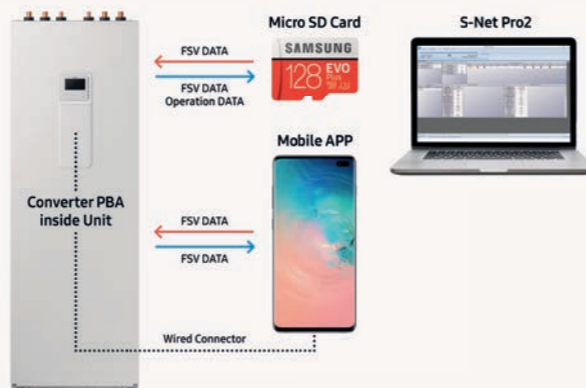 Micro SD Card
S-Net Pro2
FSV DATA
FSV DATA
Operation DATA
SAMSUNG
128 EVO
Plus
Mobile APP
Converter PBA
inside Unit
FSV DATA
FSV DATA
Wired Connector